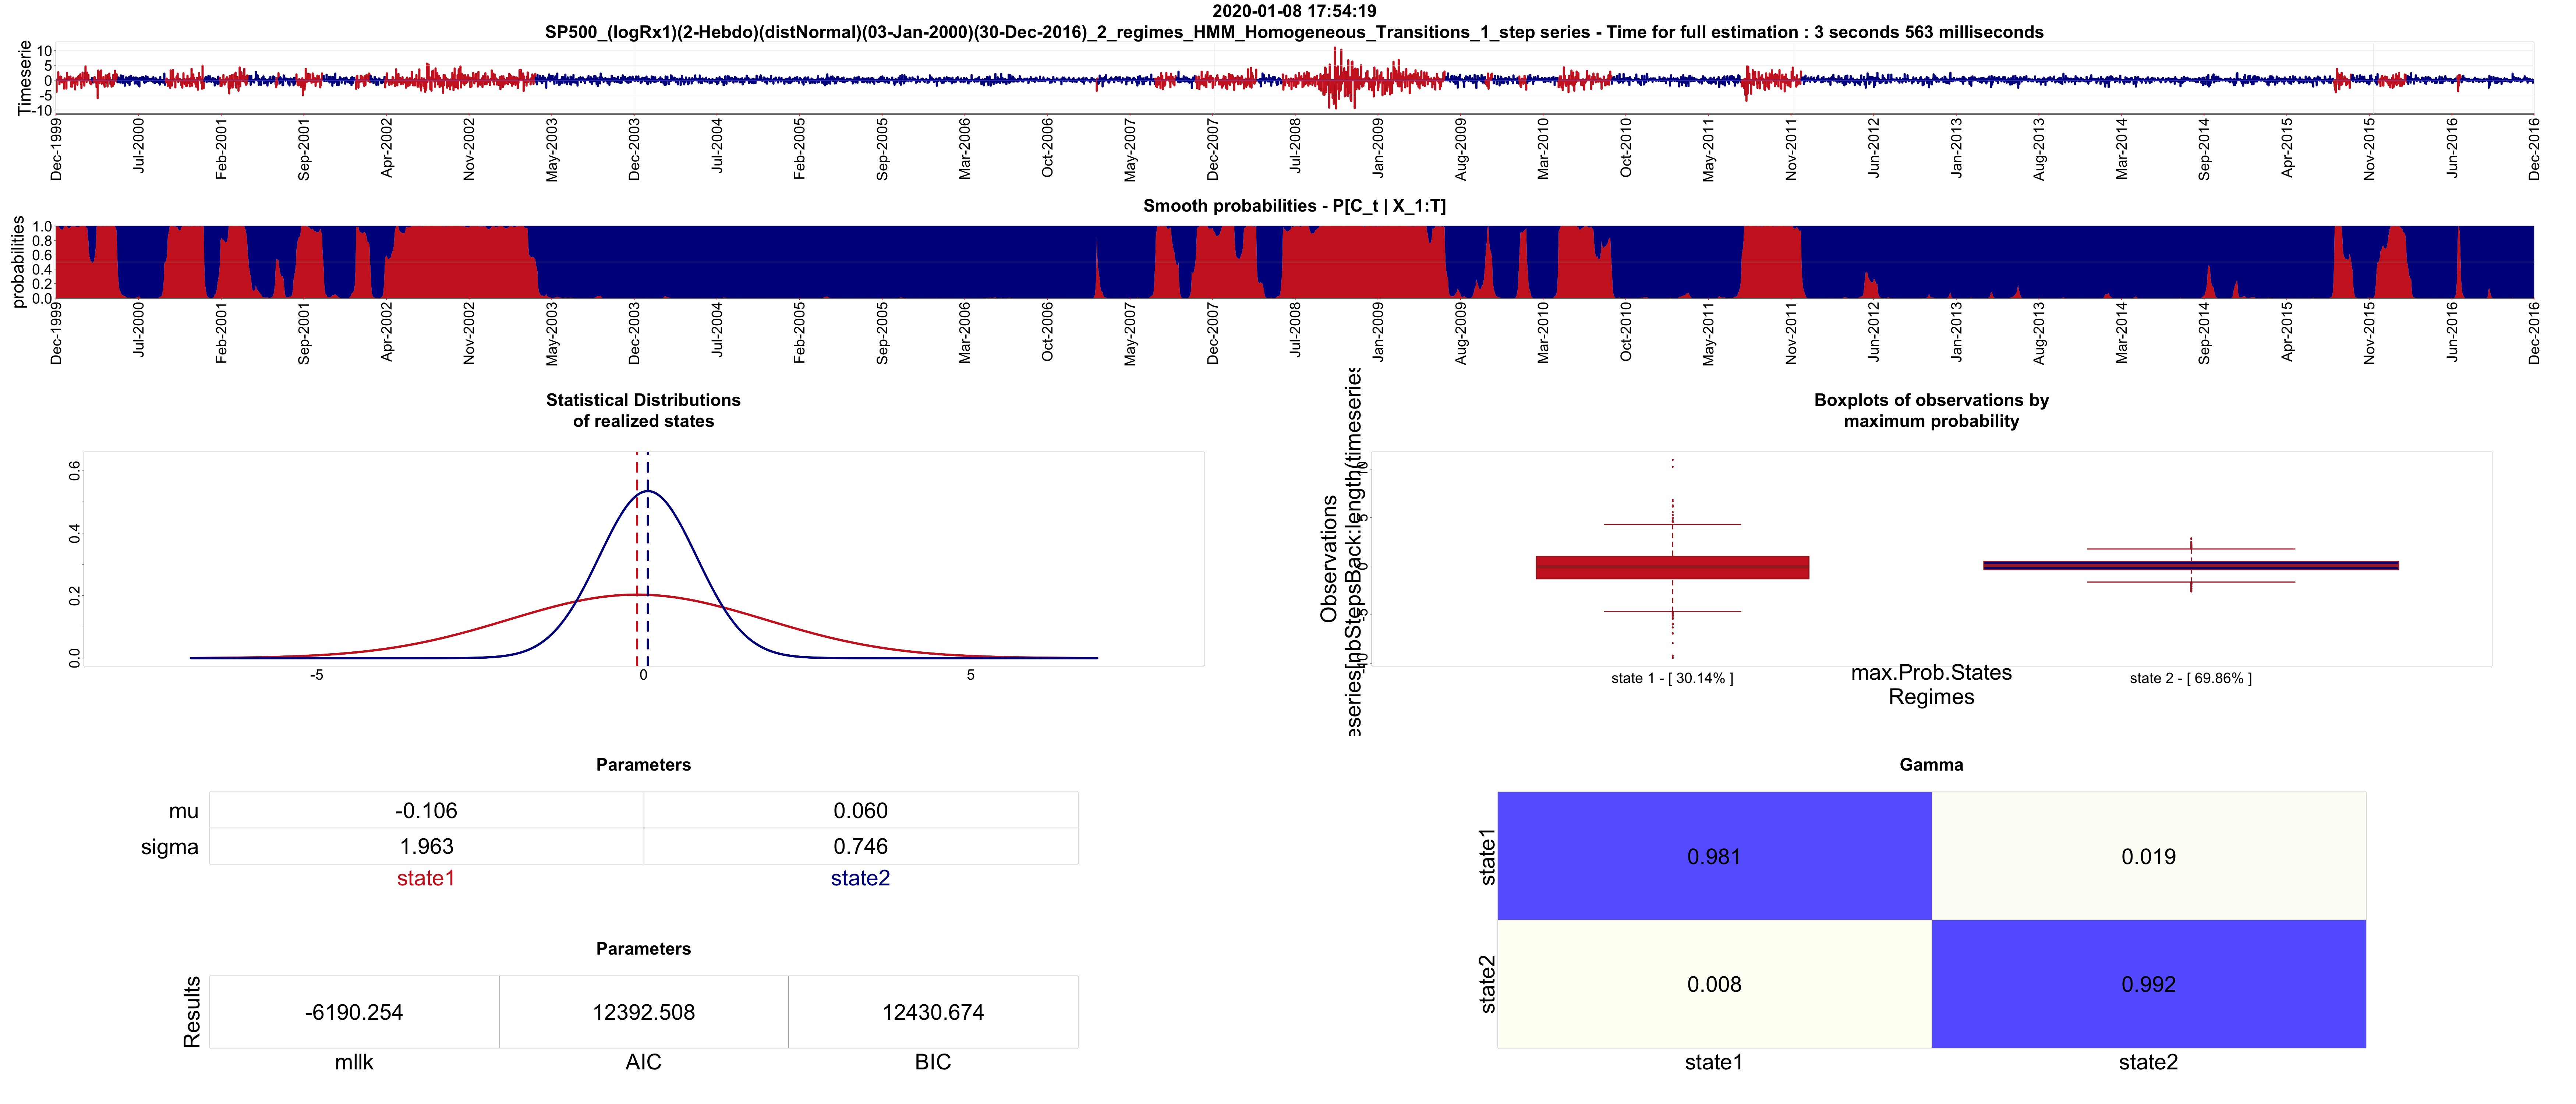 2020-01-08 17:54:19
SP500_(logRx1)(2-Hebdo)(distNormal)(03-Jan-2000)(30-Dec-2016)_2_regimes_HMM_Homogeneous_Transitions_1_step series - Time for full estimation : 3 seconds 563 milliseconds
Timeserie
10
5
0
-5
-10
Dec-1999 Jul-2000 Feb-2001 Sep-2001 Apr-2002 Nov-2002 May-2003 Dec-2003 Jul-2004 Feb-2005 Sep-2005 Mar-2006 Oct-2006 May-2007 Dec-2007 Jul-2008 Jan-2009 Aug-2009 Mar-2010 Oct-2010 May-2011 Nov-2011 Jun-2012 Jan-2013 Aug-2013 Mar-2014 Sep-2014 Apr-2015 Nov-2015 Jun-2016 Dec-2016
Smooth probabilities - P[C_t | X_1:T]
probabilities
1.0
0.8
0.6
0.4
0.2
0.0
Dec-1999 Jul-2000 Feb-2001 Sep-2001 Apr-2002 Nov-2002 May-2003 Dec-2003 Jul-2004 Feb-2005 Sep-2005 Mar-2006 Oct-2006 May-2007 Dec-2007 Jul-2008 Jan-2009 Aug-2009 Mar-2010 Oct-2010 May-2011 Nov-2011 Jun-2012 Jan-2013 Aug-2013 Mar-2014 Sep-2014 Apr-2015 Nov-2015 Jun-2016 Dec-2016
Statistical Distributions
of realized states
0.6
0.4
0.2
0.0
-5 0 5
Boxplots of observations by
maximum probability
Observations
eseries[nbStepsBack:length(timeseries
10
5
0
-5
-10
state 1 - [ 30.14% ] state 2 - [ 69.86% ]
max.Prob.States
Regimes
Parameters
mu -0.106 0.060
sigma 1.963 0.746
state1 state2
Parameters
Results -6190.254 12392.508 12430.674
mllk AIC BIC
Gamma
state1 0.981 0.019
state2 0.008 0.992
state1 state2